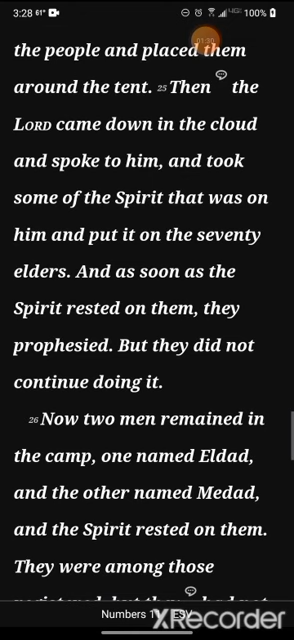 3:28 61° 100%
01:30
the people and placed them
around the tent. 25 Then the
LORD came down in the cloud
and spoke to him, and took
some of the Spirit that was on
him and put it on the seventy
elders. And as soon as the
Spirit rested on them, they
prophesied. But they did not
continue doing it.
26 Now two men remained in
the camp, one named Eldad,
and the other named Medad,
and the Spirit rested on them.
They were among those
Numbers 11 ESV
XRecorder